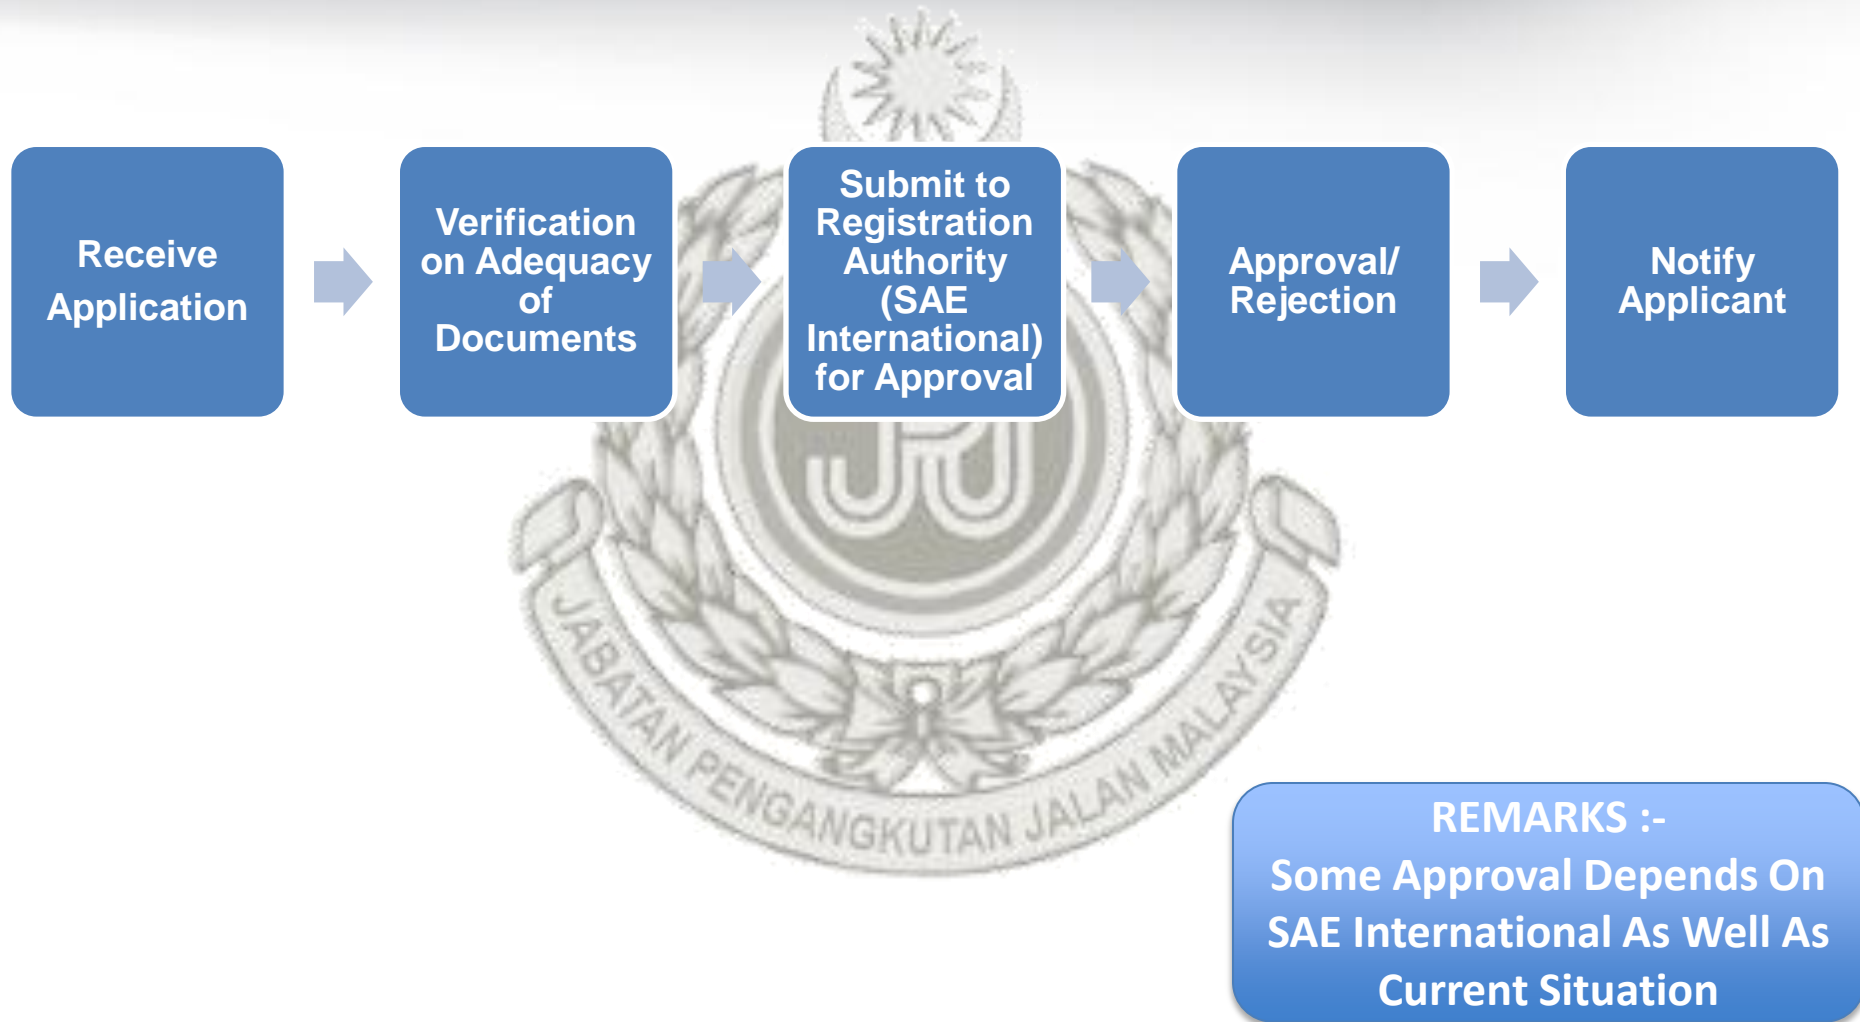 Receive
Application
Verification
on Adequacy
of
Documents
Submit to
Registration
Authority
(SAE
International)
for Approval
Approval/
Rejection
Notify
Applicant
JPJ
JABATAN PENGANGKUTAN JALAN MALAYSIA
REMARKS :-
Some Approval Depends On
SAE International As Well As
Current Situation